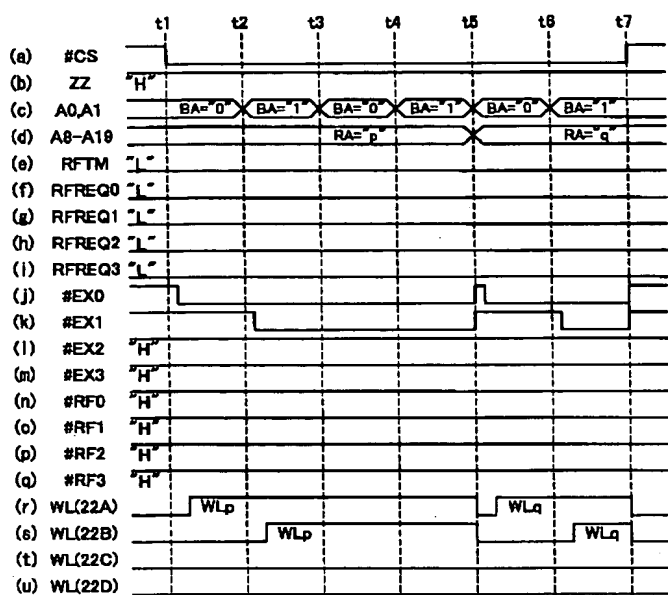 t1 t2 t3 t4 t5 t6 t7
(a) #CS
(b) ZZ "H"
(c) A0,A1 BA="0" BA="1" BA="0" BA="1" BA="0" BA="1"
(d) A8-A19 RA="p" RA="q"
(e) RFTM "L"
(f) RFREQ0 "L"
(g) RFREQ1 "L"
(h) RFREQ2 "L"
(i) RFREQ3 "L"
(j) #EX0
(k) #EX1
(l) #EX2 "H"
(m) #EX3 "H"
(n) #RF0 "H"
(o) #RF1 "H"
(p) #RF2 "H"
(q) #RF3 "H"
(r) WL(22A) WLp WLq
(s) WL(22B) WLp WLq
(t) WL(22C)
(u) WL(22D)